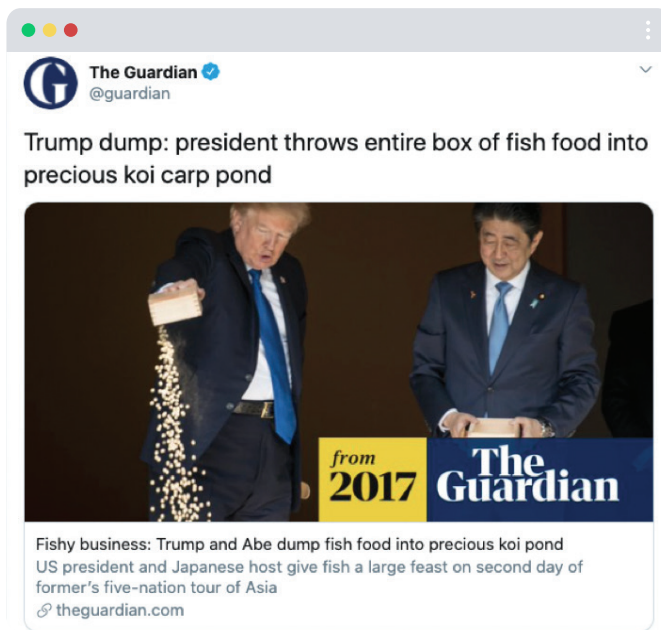 The Guardian
@guardian
Trump dump: president throws entire box of fish food into
precious koi carp pond
from
2017
The
Guardian
Fishy business: Trump and Abe dump fish food into precious koi pond
US president and Japanese host give fish a large feast on second day of
former's five-nation tour of Asia
theguardian.com